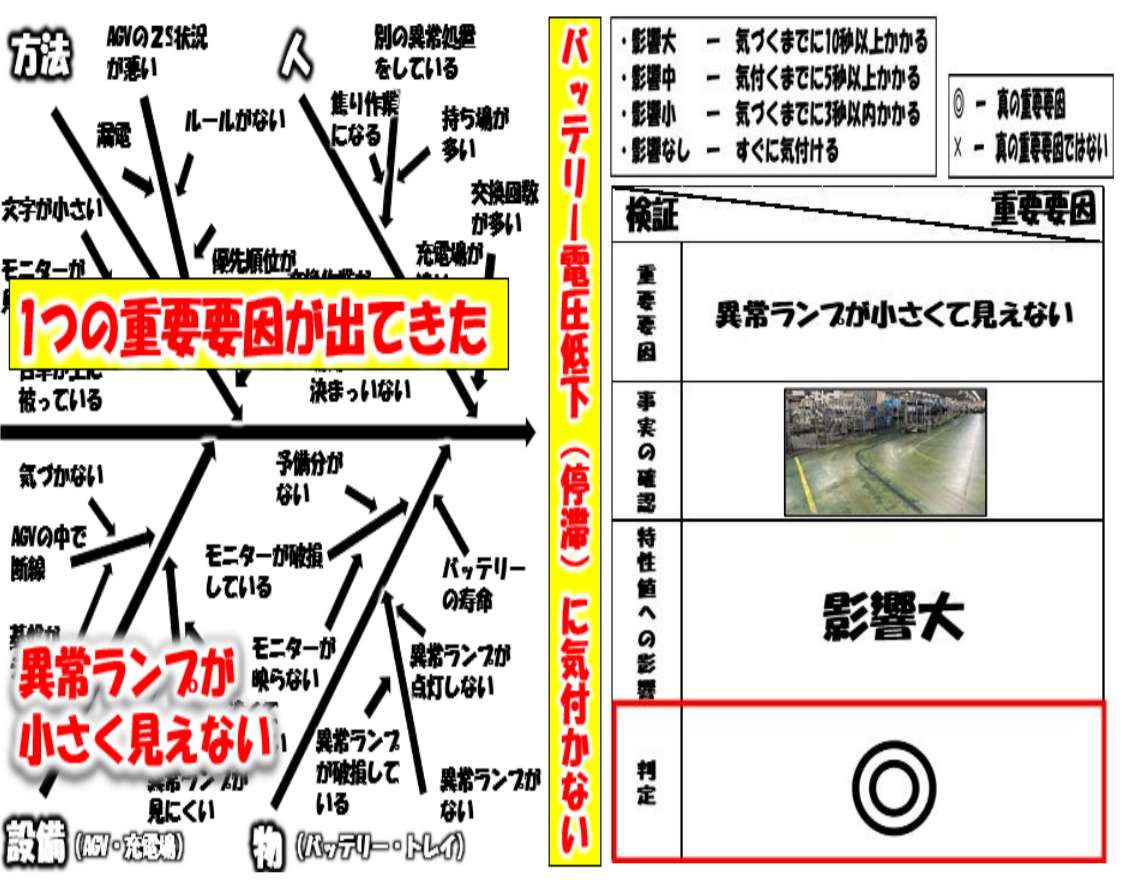 方法
AGVのZS状況
が悪い
漏電
ルールがない
文字が小さい
モニターが
優先順位が
被っている
人
別の異常処置
をしている
焦り作業
になる
持ち場が
多い
交換回数
が多い
充電場が
決まっいない
1つの重要要因が出てきた
気づかない
AGVの中で
断線
予備分が
ない
モニターが破損
している
バッテリー
の寿命
モニターが
映らない
異常ランプが
点灯しない
異常ランプ
が破損して
いる
異常ランプが
ない
異常ランプが
見にくい
異常ランプが
小さく見えない
設備(AGV・充電場)
物(バッテリー・トレイ)
バッテリー電圧低下(停滞)に気付かない
・影響大 ー 気づくまでに10秒以上かかる
・影響中 ー 気付くまでに5秒以上かかる
・影響小 ー 気づくまでに3秒以内かかる
・影響なし ー すぐに気付ける
◎ ー 真の重要要因
× ー 真の重要要因ではない
検証
重要要因
重要要因
異常ランプが小さくて見えない
事実の確認
特性値への影響
影響大
判定
◎